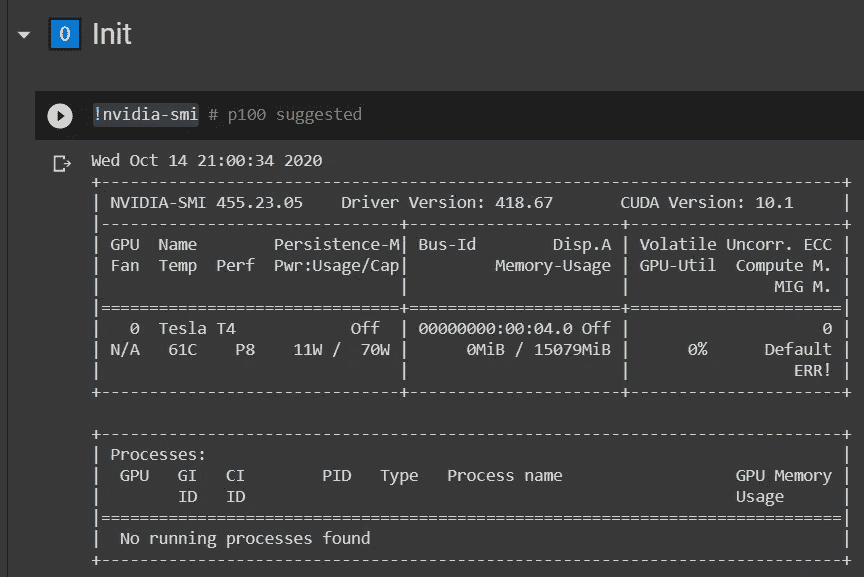 0 Init
!nvidia-smi # p100 suggested
Wed Oct 14 21:00:34 2020
+-----------------------------------------------------------------------------+
| NVIDIA-SMI 455.23.05    Driver Version: 418.67       CUDA Version: 10.1     |
|-------------------------------+----------------------+----------------------+
| GPU  Name        Persistence-M| Bus-Id        Disp.A | Volatile Uncorr. ECC |
| Fan  Temp  Perf  Pwr:Usage/Cap|         Memory-Usage | GPU-Util  Compute M. |
|                               |                      |               MIG M. |
|===============================+======================+======================|
|   0  Tesla T4            Off  | 00000000:00:04.0 Off |                    0 |
| N/A   61C    P8    11W /  70W |      0MiB / 15079MiB |      0%      Default |
|                               |                      |                 ERR! |
+-------------------------------+----------------------+----------------------+
+-----------------------------------------------------------------------------+
| Processes:                                                                  |
|  GPU   GI   CI        PID   Type   Process name                  GPU Memory |
|        ID   ID                                                   Usage      |
|=============================================================================|
|  No running processes found                                                 |
+-----------------------------------------------------------------------------+